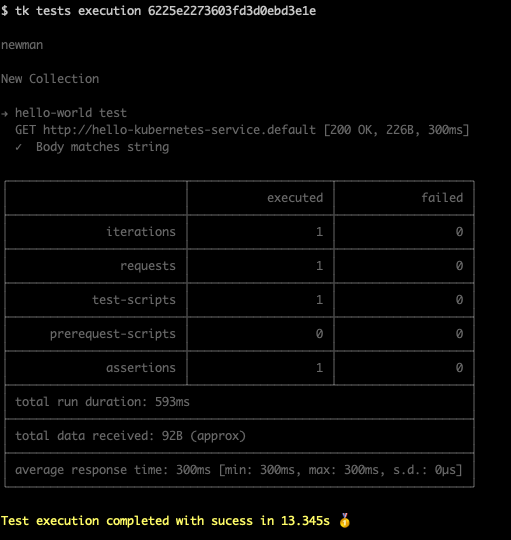 $ tk tests execution 6225e2273603fd3d0ebd3e1e
newman
New Collection
→ hello-world test
GET http://hello-kubernetes-service.default [200 OK, 226B, 300ms]
✓ Body matches string
executed failed
iterations 1 0
requests 1 0
test-scripts 1 0
prerequest-scripts 0 0
assertions 1 0
total run duration: 593ms
total data received: 92B (approx)
average response time: 300ms [min: 300ms, max: 300ms, s.d.: 0µs]
Test execution completed with sucess in 13.345s 🥇